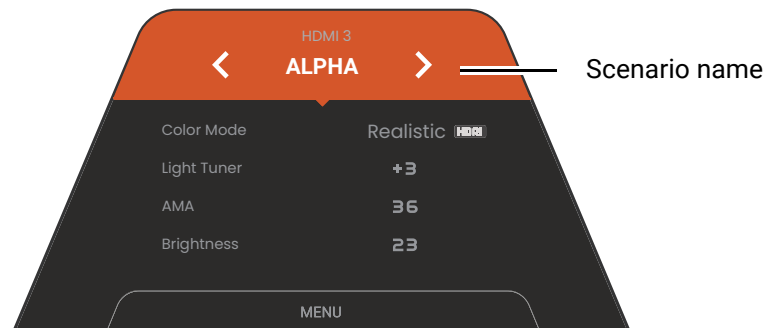 HDMI 3
ALPHA
Scenario name
Color Mode Realistic HDRi
Light Tuner +3
AMA 36
Brightness 23
MENU